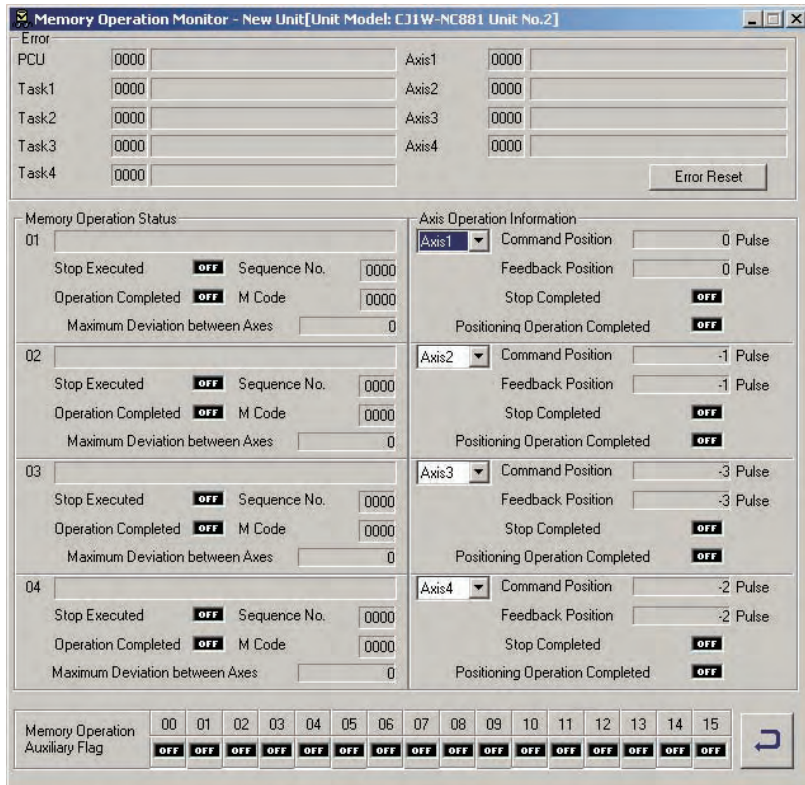 Memory Operation Monitor - New Unit[Unit Model: CJ1W-NC881 Unit No.2]
Error
PCU 0000 Axis1 0000
Task1 0000 Axis2 0000
Task2 0000 Axis3 0000
Task3 0000 Axis4 0000
Task4 0000 Error Reset
Memory Operation Status Axis Operation Information
01 Axis1 Command Position 0 Pulse
Stop Executed OFF Sequence No. 0000 Feedback Position 0 Pulse
Operation Completed OFF M Code 0000 Stop Completed OFF
Maximum Deviation between Axes 0 Positioning Operation Completed OFF
02 Axis2 Command Position -1 Pulse
Stop Executed OFF Sequence No. 0000 Feedback Position -1 Pulse
Operation Completed OFF M Code 0000 Stop Completed OFF
Maximum Deviation between Axes 0 Positioning Operation Completed OFF
03 Axis3 Command Position -3 Pulse
Stop Executed OFF Sequence No. 0000 Feedback Position -3 Pulse
Operation Completed OFF M Code 0000 Stop Completed OFF
Maximum Deviation between Axes 0 Positioning Operation Completed OFF
04 Axis4 Command Position -2 Pulse
Stop Executed OFF Sequence No. 0000 Feedback Position -2 Pulse
Operation Completed OFF M Code 0000 Stop Completed OFF
Maximum Deviation between Axes 0 Positioning Operation Completed OFF
00 01 02 03 04 05 06 07 08 09 10 11 12 13 14 15
Memory Operation
Auxiliary Flag OFF OFF OFF OFF OFF OFF OFF OFF OFF OFF OFF OFF OFF OFF OFF OFF